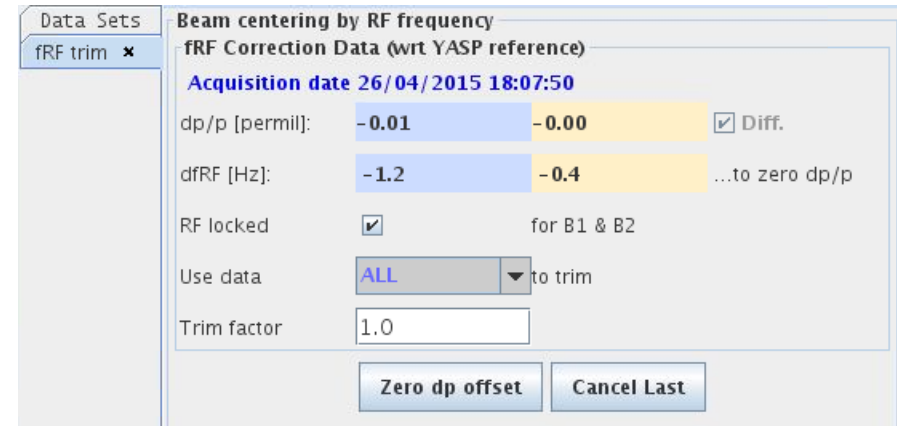 Data Sets
fRF trim ×
Beam centering by RF frequency
fRF Correction Data (wrt YASP reference)
Acquisition date 26/04/2015 18:07:50
dp/p [permil]: -0.01 -0.00 Diff.
dfRF [Hz]: -1.2 -0.4 ...to zero dp/p
RF locked for B1 & B2
Use data ALL to trim
Trim factor 1.0
Zero dp offset Cancel Last